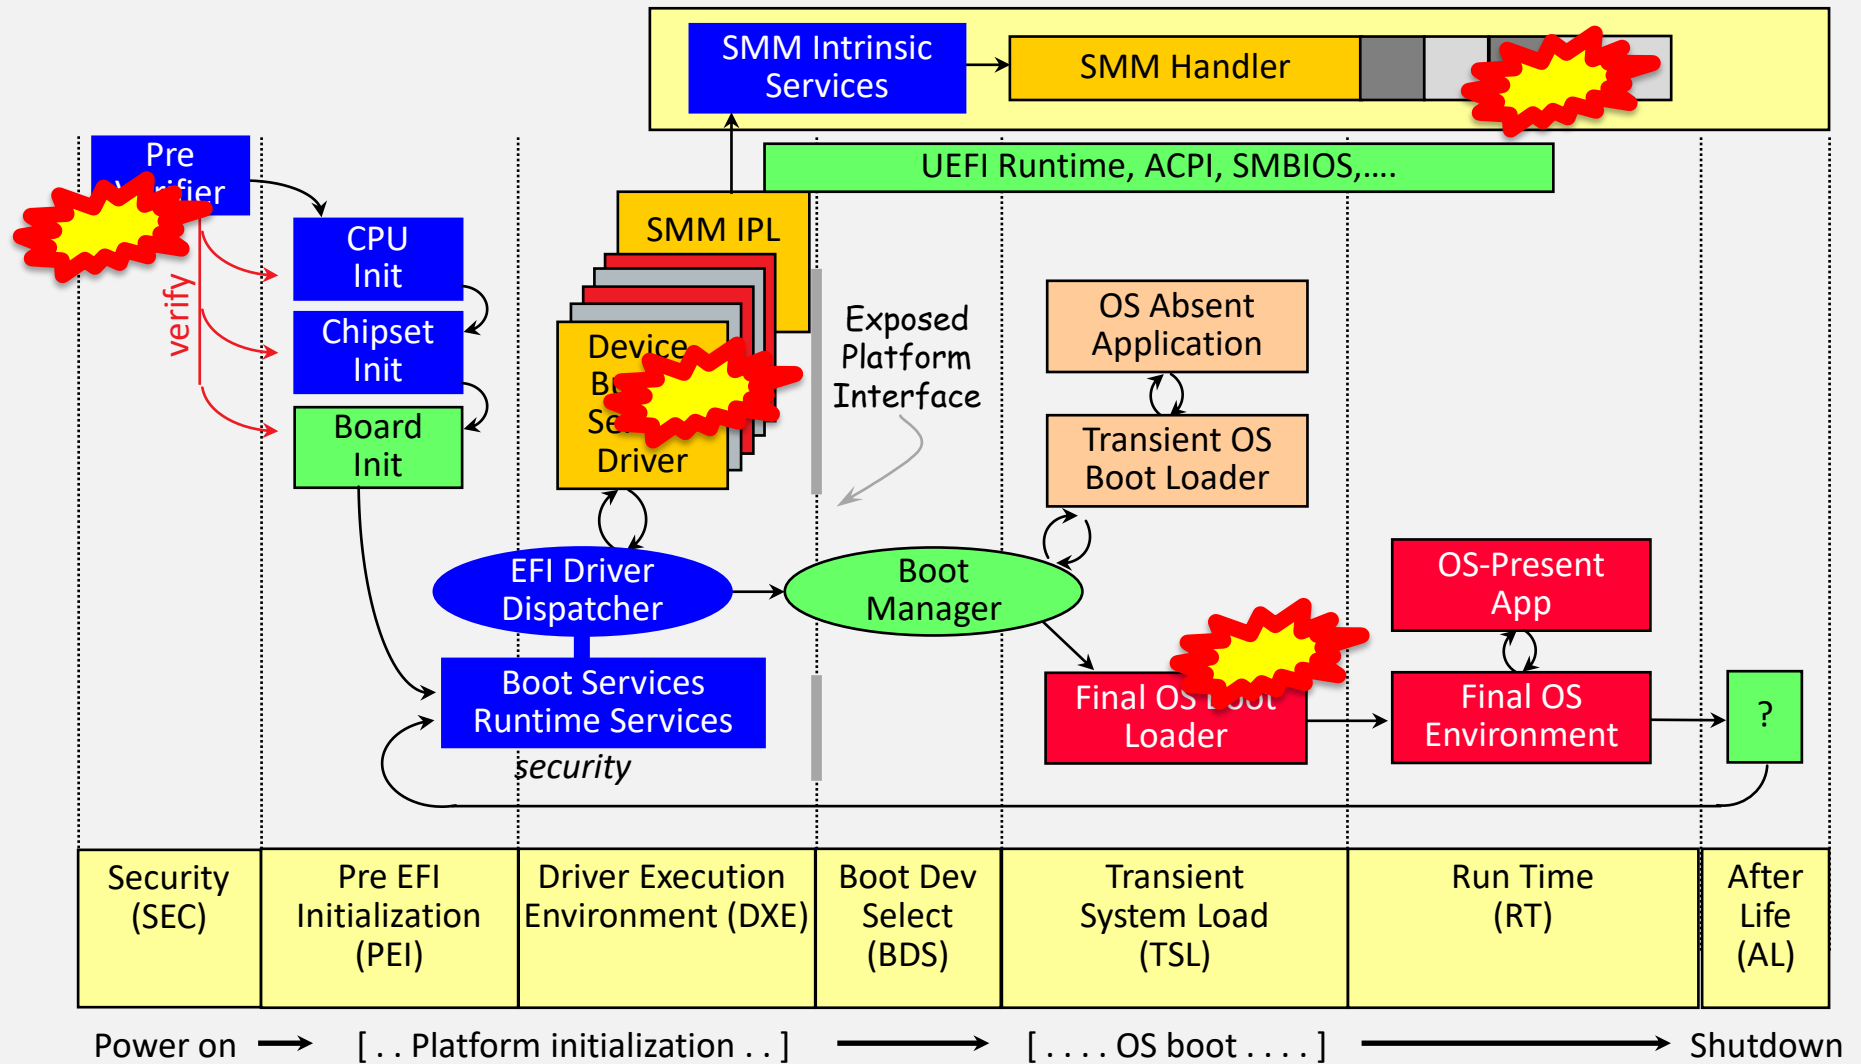 SMM Intrinsic
Services
SMM Handler
UEFI Runtime, ACPI, SMBIOS,....
Pre
verify
CPU
Init
Chipset
Init
Board
Init
SMM IPL
Device
Driver
Exposed
Platform
Interface
OS Absent
Application
Transient OS
Boot Loader
EFI Driver
Dispatcher
Boot
Manager
Boot Services
Runtime Services
security
Final OS Boot
Loader
OS-Present
App
Final OS
Environment
?
Security
(SEC)
Pre EFI
Initialization
(PEI)
Driver Execution
Environment (DXE)
Boot Dev
Select
(BDS)
Transient
System Load
(TSL)
Run Time
(RT)
After
Life
(AL)
Power on
[ . . Platform initialization . . ]
[ . . . . OS boot . . . . ]
Shutdown